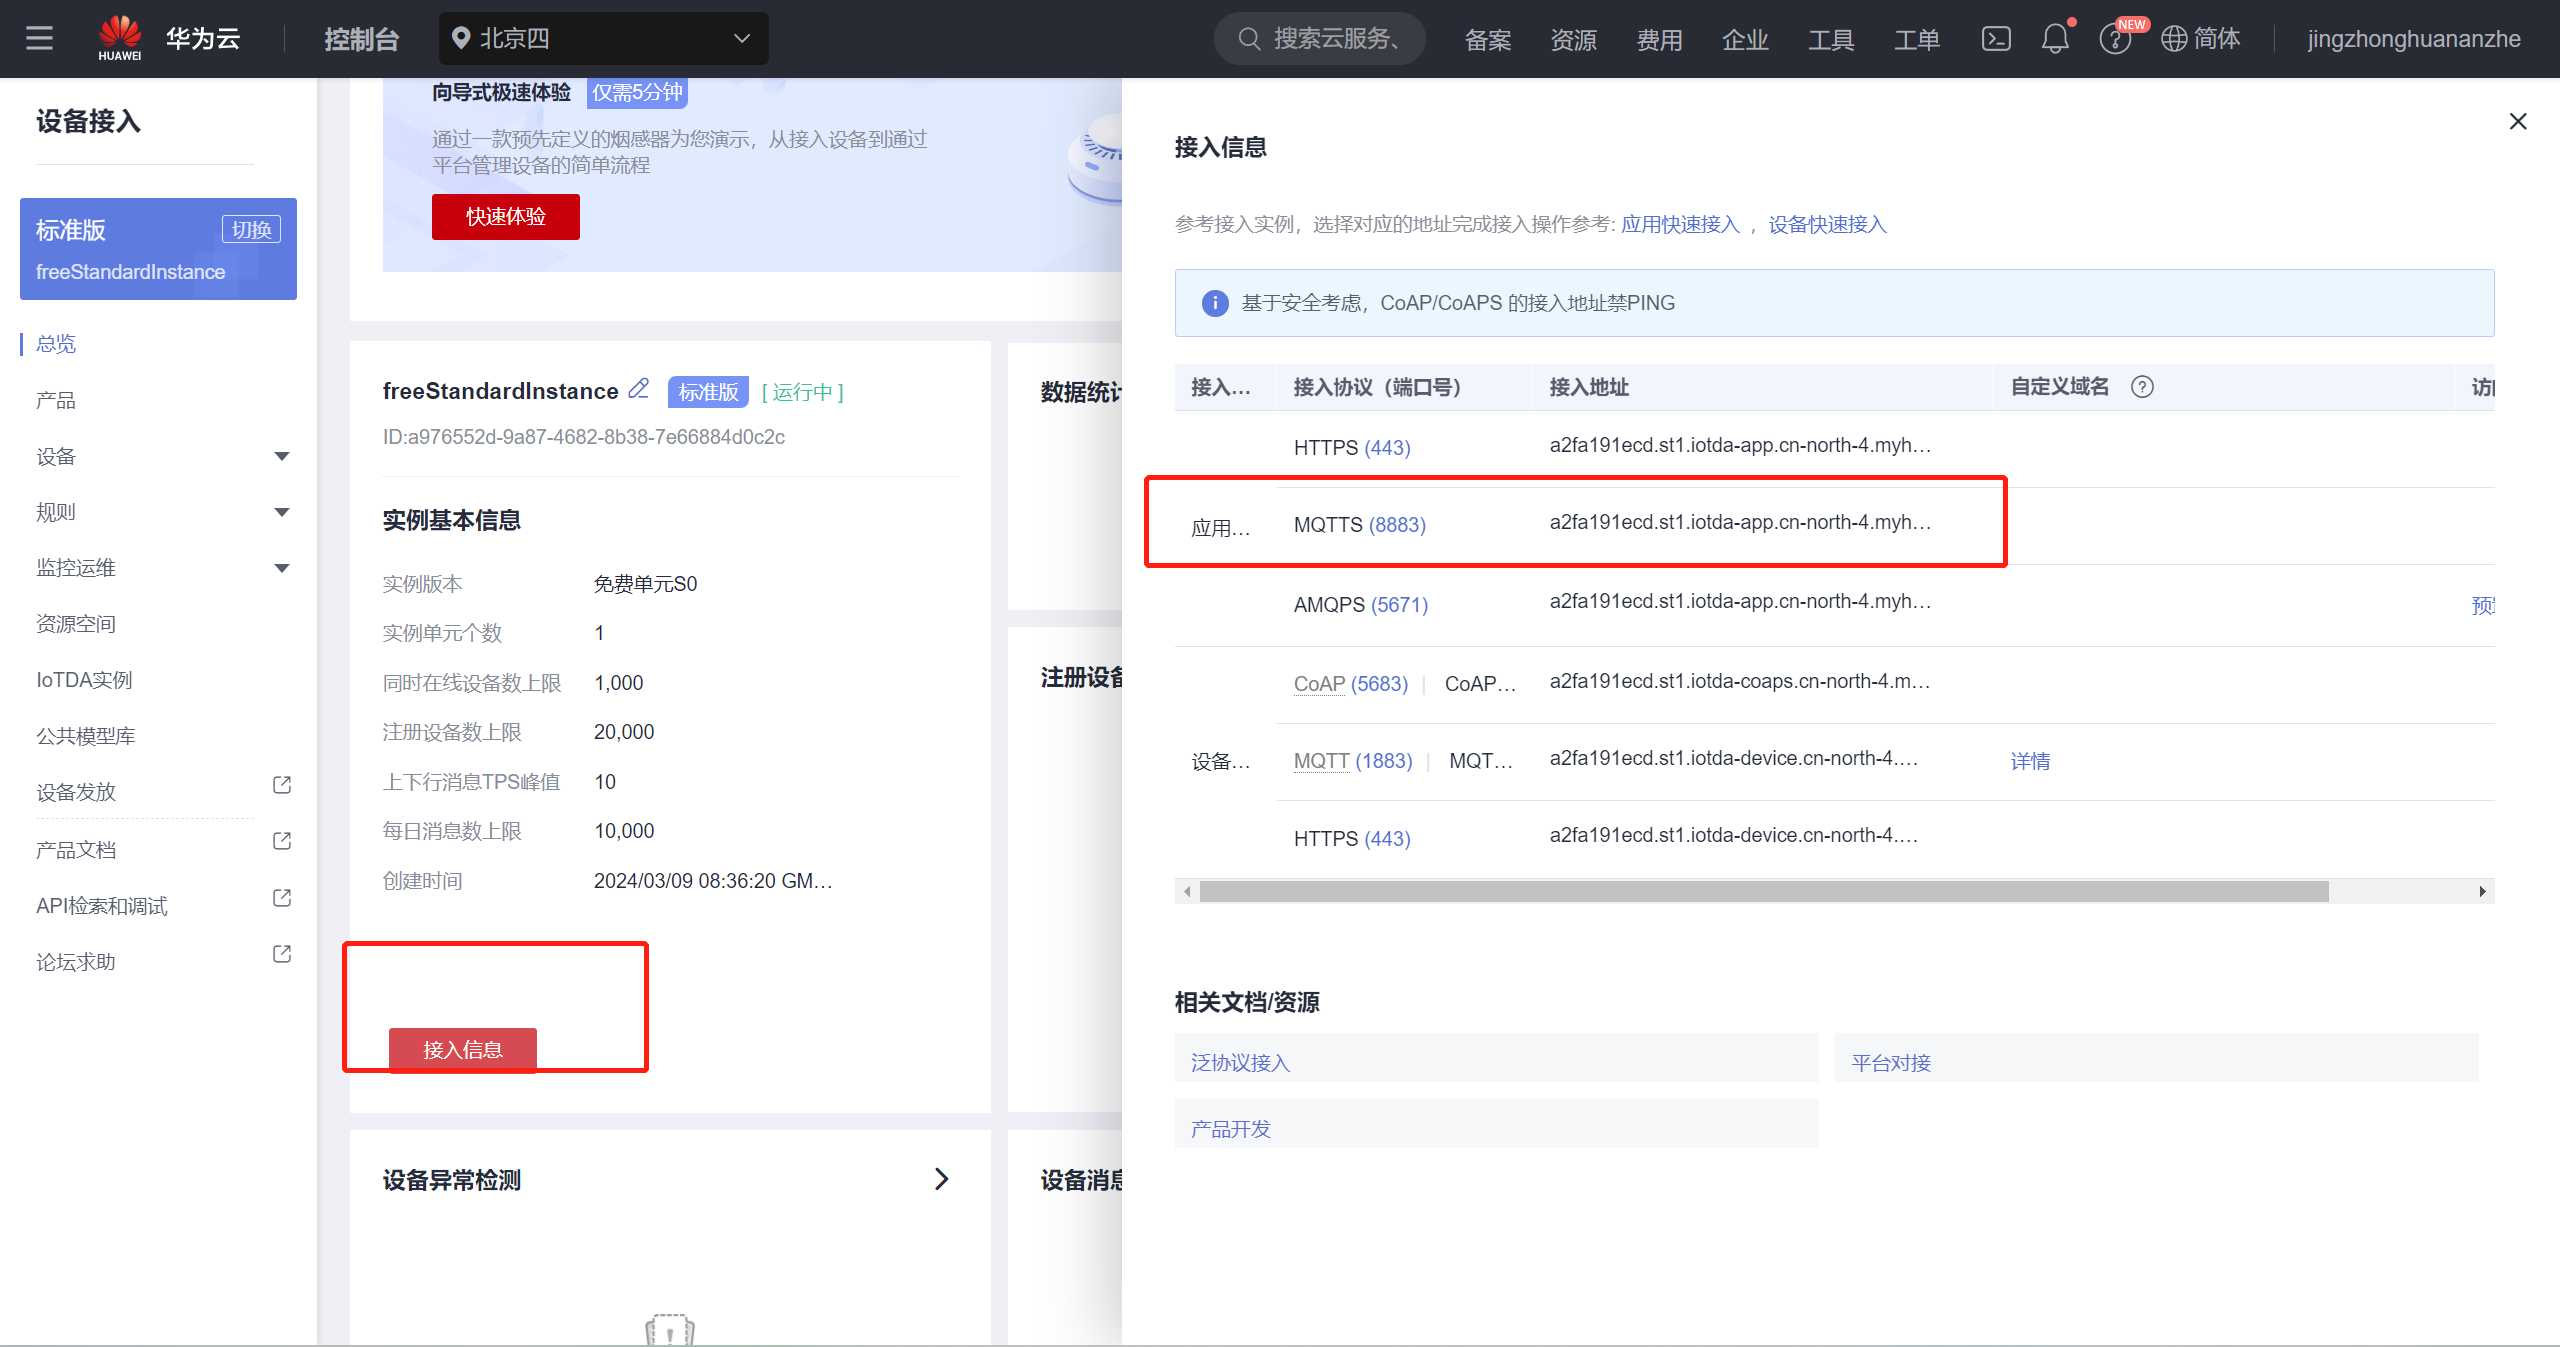 HUAWEI
华为云
控制台
北京四
搜索云服务、
备案
资源
费用
企业
工具
工单
NEW
简体
jingzhonghuananzhe
设备接入
标准版
切换
freeStandardInstance
总览
产品
设备
规则
监控运维
资源空间
IoTDA实例
公共模型库
设备发放
产品文档
API检索和调试
论坛求助
向导式极速体验 仅需5分钟
通过一款预先定义的烟感器为您演示，从接入设备到通过
平台管理设备的简单流程
快速体验
freeStandardInstance 标准版 [ 运行中 ]
ID:a976552d-9a87-4682-8b38-7e66884d0c2c
实例基本信息
实例版本 免费单元S0
实例单元个数 1
同时在线设备数上限 1,000
注册设备数上限 20,000
上下行消息TPS峰值 10
每日消息数上限 10,000
创建时间 2024/03/09 08:36:20 GM...
接入信息
设备异常检测
数据统计
注册设备
设备消息
接入信息
参考接入实例，选择对应的地址完成接入操作参考: 应用快速接入 ，设备快速接入
基于安全考虑，CoAP/CoAPS 的接入地址禁PING
接入... 接入协议（端口号） 接入地址 自定义域名 访
HTTPS (443) a2fa191ecd.st1.iotda-app.cn-north-4.myh...
应用... MQTTS (8883) a2fa191ecd.st1.iotda-app.cn-north-4.myh...
AMQPS (5671) a2fa191ecd.st1.iotda-app.cn-north-4.myh... 预
CoAP (5683) | CoAP... a2fa191ecd.st1.iotda-coaps.cn-north-4.m...
设备... MQTT (1883) | MQT... a2fa191ecd.st1.iotda-device.cn-north-4.... 详情
HTTPS (443) a2fa191ecd.st1.iotda-device.cn-north-4....
相关文档/资源
泛协议接入
平台对接
产品开发